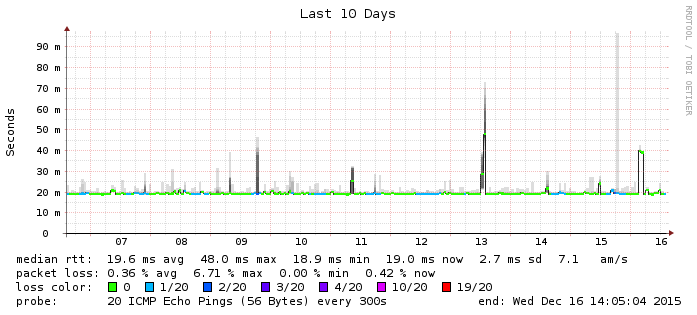 Last 10 Days
RRDTOOL / TOBI OETIKER
Seconds
90 m
80 m
70 m
60 m
50 m
40 m
30 m
20 m
10 m
0
07 08 09 10 11 12 13 14 15 16
median rtt: 19.6 ms avg 48.0 ms max 18.9 ms min 19.0 ms now 2.7 ms sd 7.1 am/s
packet loss: 0.36 % avg 6.71 % max 0.00 % min 0.42 % now
loss color: 0 1/20 2/20 3/20 4/20 10/20 19/20
probe: 20 ICMP Echo Pings (56 Bytes) every 300s end: Wed Dec 16 14:05:04 2015